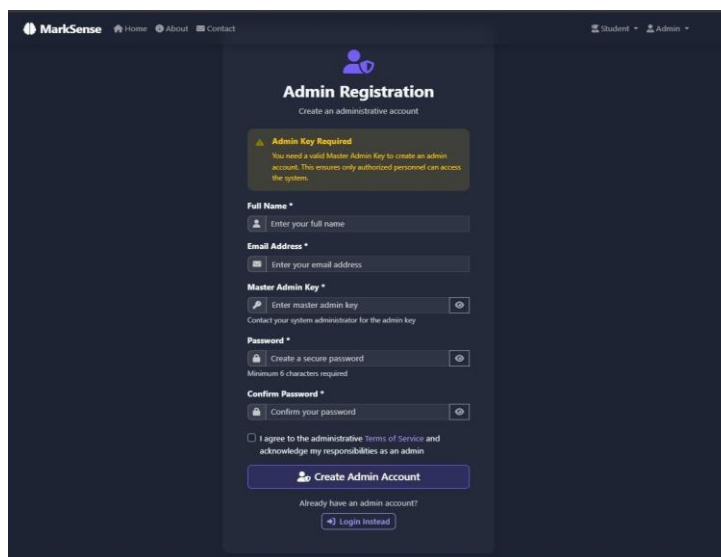 MarkSense Home About Contact Student Admin
Admin Registration
Create an administrative account
Admin Key Required
You need a valid Master Admin Key to create an admin
account. This ensures only authorized personnel can access
the system.
Full Name *
Enter your full name
Email Address *
Enter your email address
Master Admin Key *
Enter master admin key
Contact your system administrator for the admin key
Password *
Create a secure password
Minimum 6 characters required
Confirm Password *
Confirm your password
I agree to the administrative Terms of Service and
acknowledge my responsibilities as an admin
Create Admin Account
Already have an admin account?
Login Instead